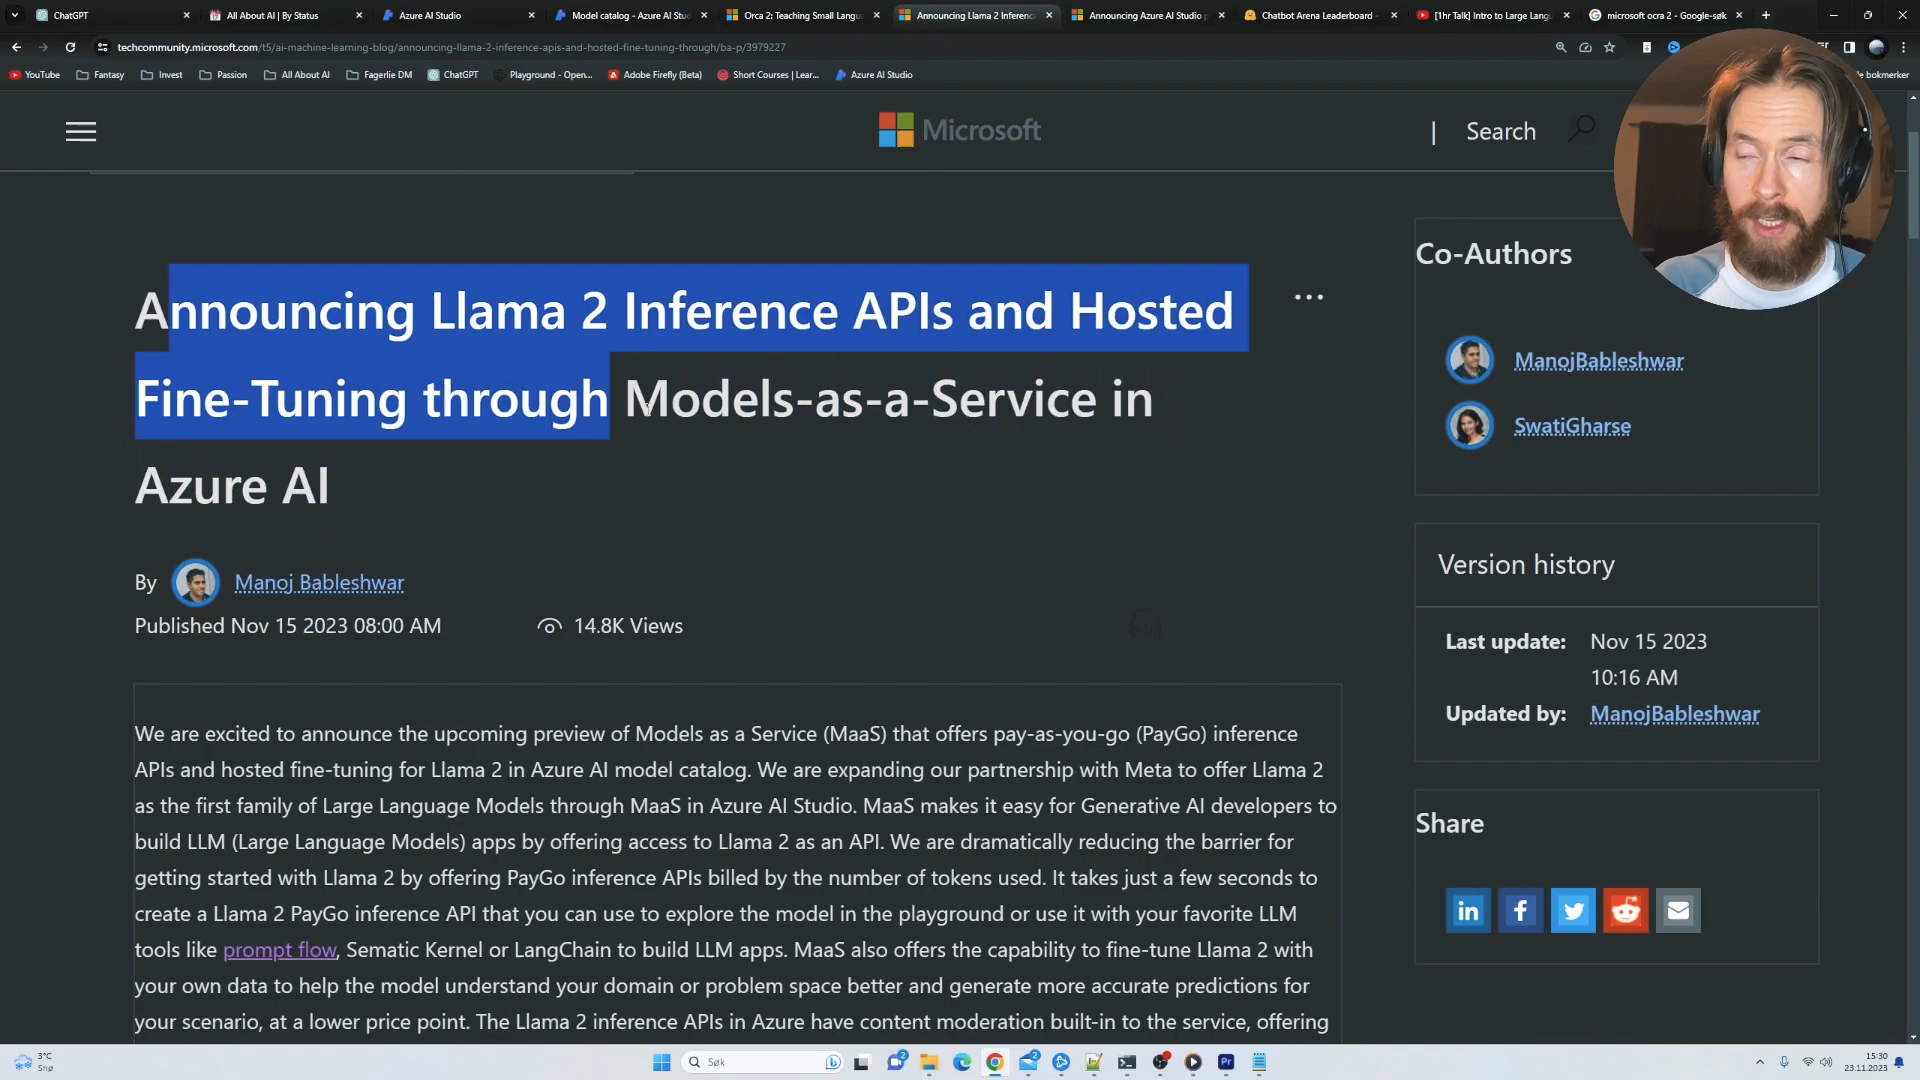 ChatGPT
All About AI | By Status
Azure AI Studio
Model catalog - Azure AI Stu
Orca 2: Teaching Small Langu
Announcing Llama 2 Inferenc
Announcing Azure AI Studio p
Chatbot Arena Leaderboard -
[1hr Talk] Intro to Large Lang
microsoft ocra 2 - Google-søk
techcommunity.microsoft.com/t5/ai-machine-learning-blog/announcing-llama-2-inference-apis-and-hosted-fine-tuning-through/ba-p/3979227
YouTube
Fantasy
Invest
Passion
All About AI
Fagerlie DM
ChatGPT
Playground - Open...
Adobe Firefly (Beta)
Short Courses | Lear...
Azure AI Studio
le bokmerker
Microsoft
| Search
Announcing Llama 2 Inference APIs and Hosted
Fine-Tuning through Models-as-a-Service in
Azure AI
By Manoj Bableshwar
Published Nov 15 2023 08:00 AM
14.8K Views
We are excited to announce the upcoming preview of Models as a Service (MaaS) that offers pay-as-you-go (PayGo) inference
APIs and hosted fine-tuning for Llama 2 in Azure AI model catalog. We are expanding our partnership with Meta to offer Llama 2
as the first family of Large Language Models through MaaS in Azure AI Studio. MaaS makes it easy for Generative AI developers to
build LLM (Large Language Models) apps by offering access to Llama 2 as an API. We are dramatically reducing the barrier for
getting started with Llama 2 by offering PayGo inference APIs billed by the number of tokens used. It takes just a few seconds to
create a Llama 2 PayGo inference API that you can use to explore the model in the playground or use it with your favorite LLM
tools like prompt flow, Sematic Kernel or LangChain to build LLM apps. MaaS also offers the capability to fine-tune Llama 2 with
your own data to help the model understand your domain or problem space better and generate more accurate predictions for
your scenario, at a lower price point. The Llama 2 inference APIs in Azure have content moderation built-in to the service, offering
Co-Authors
ManojBableshwar
SwatiGharse
Version history
Last update: Nov 15 2023
10:16 AM
Updated by: ManojBableshwar
Share
3°C
Snø
Søk
2
2
15:30
23.11.2023